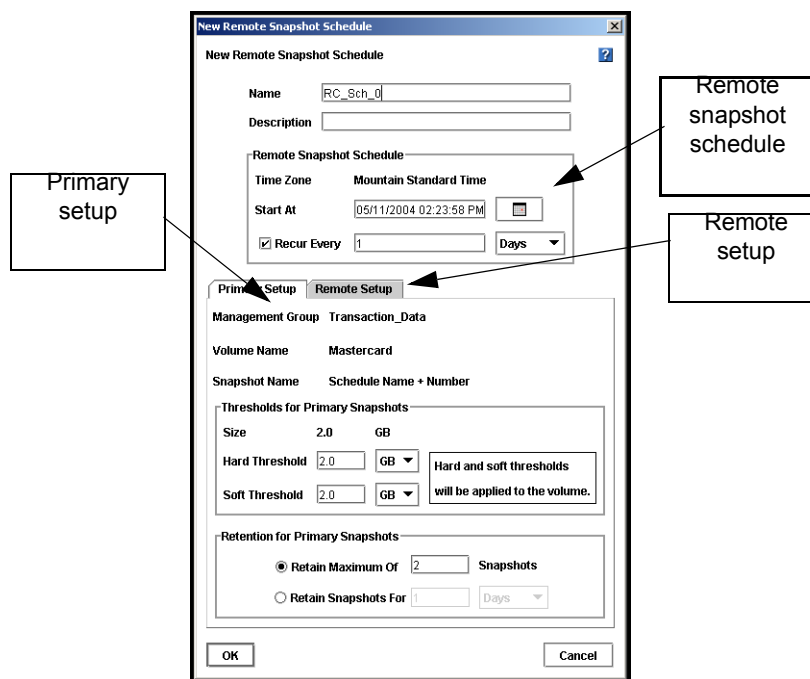 New Remote Snapshot Schedule
New Remote Snapshot Schedule
Name RC_Sch_0
Description
Remote Snapshot Schedule
Time Zone Mountain Standard Time
Start At 05/11/2004 02:23:58 PM
Recur Every 1 Days
Remote
snapshot
schedule
Primary
setup
Remote
setup
Primary Setup Remote Setup
Management Group Transaction_Data
Volume Name Mastercard
Snapshot Name Schedule Name + Number
Thresholds for Primary Snapshots
Size 2.0 GB
Hard Threshold 2.0 GB
Soft Threshold 2.0 GB
Hard and soft thresholds
will be applied to the volume.
Retention for Primary Snapshots
Retain Maximum Of 2 Snapshots
Retain Snapshots For 1 Days
OK Cancel